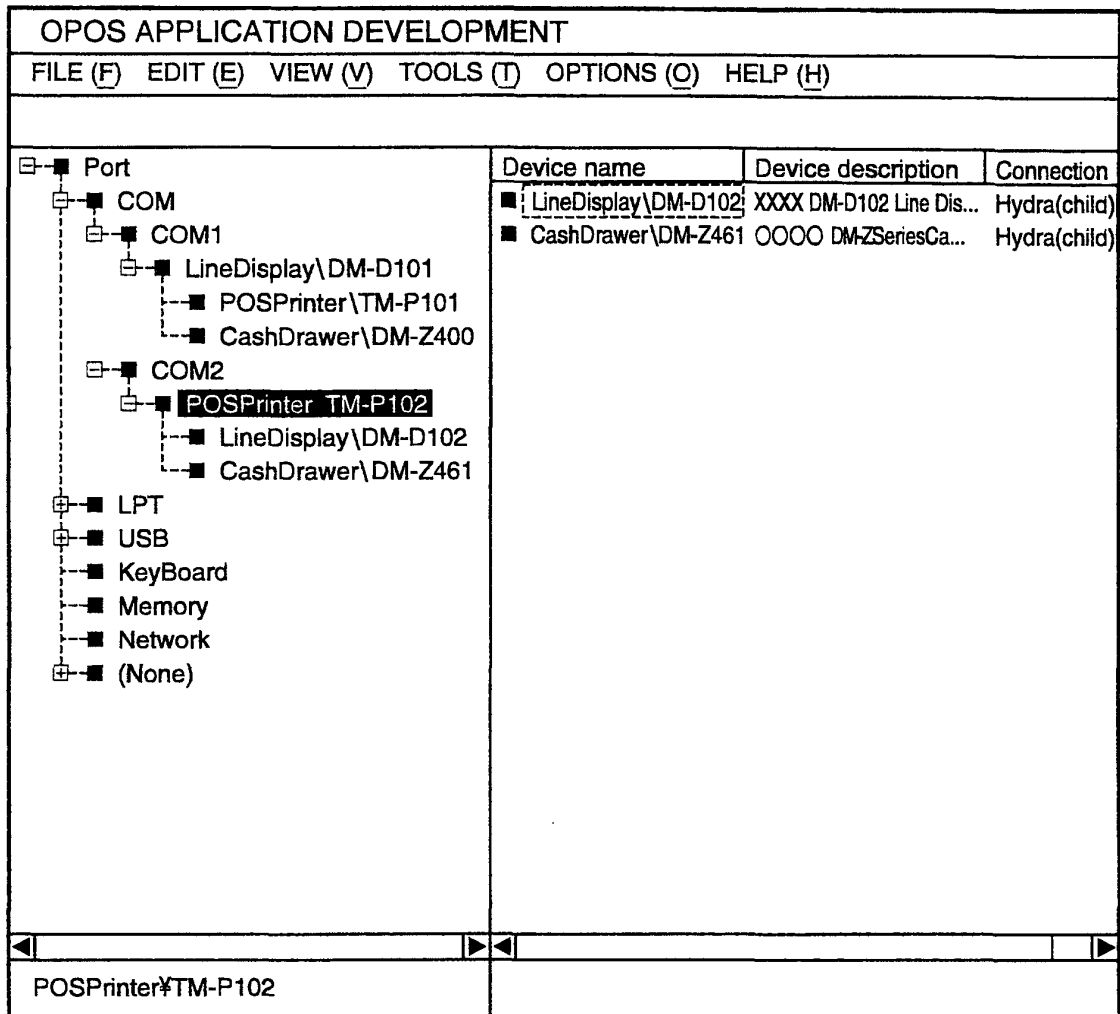 OPOS APPLICATION DEVELOPMENT
FILE (F) EDIT (E) VIEW (V) TOOLS (T) OPTIONS (O) HELP (H)
Port
COM
COM1
LineDisplay\DM-D101
POSPrinter\TM-P101
CashDrawer\DM-Z400
COM2
POSPrinter TM-P102
LineDisplay\DM-D102
CashDrawer\DM-Z461
LPT
USB
KeyBoard
Memory
Network
(None)
Device name Device description Connection
LineDisplay\DM-D102 XXXX DM-D102 Line Dis... Hydra(child)
CashDrawer\DM-Z461 OOOO DM-ZSeriesCa... Hydra(child)
POSPrinter¥TM-P102